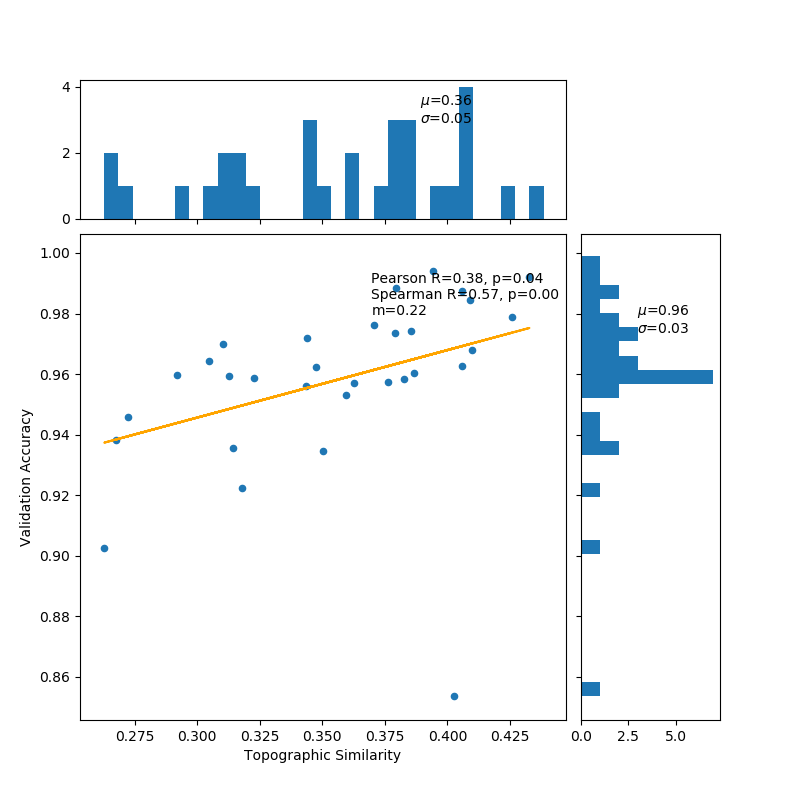 4
2
0
μ=0.36
σ=0.05
1.00
0.98
0.96
0.94
0.92
0.90
0.88
0.86
Validation Accuracy
Pearson R=0.38, p=0.04
Spearman R=0.57, p=0.00
m=0.22
μ=0.96
σ=0.03
0.275
0.300
0.325
0.350
0.375
0.400
0.425
Topographic Similarity
0.0
2.5
5.0